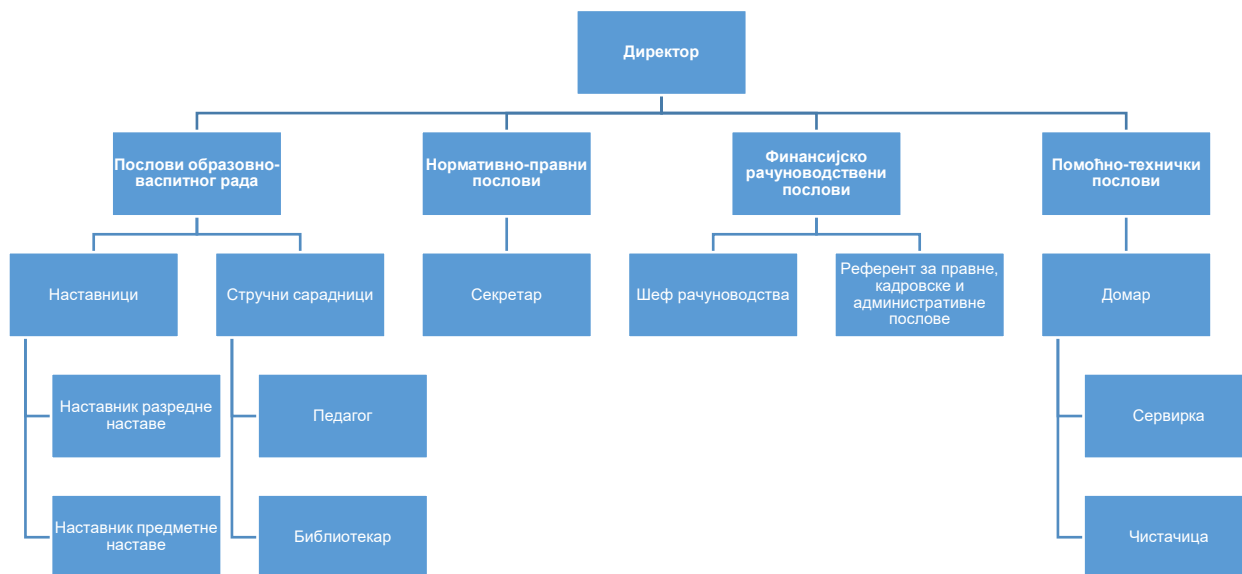 Директор
Послови образовно-
васпитног рада
Нормативно-правни
послови
Финансијско
рачуноводствени
послови
Помоћно-технички
послови
Наставници
Стручни сарадници
Секретар
Шеф рачуноводства
Референт за правне,
кадровске и
административне
послове
Домар
Наставник разредне
наставе
Педагог
Сервирка
Наставник предметне
наставе
Библиотекар
Чистачица